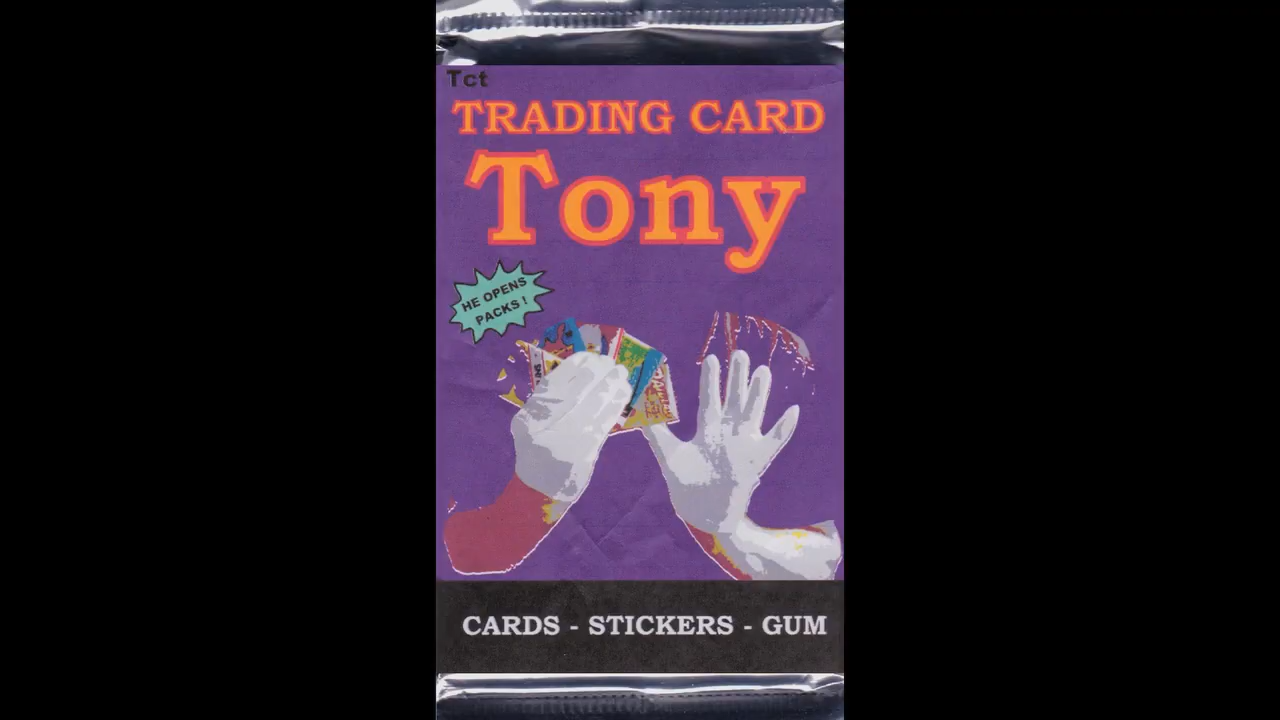 Tct
TRADING CARD
Tony
HE OPENS
PACKS!
CARDS - STICKERS - GUM